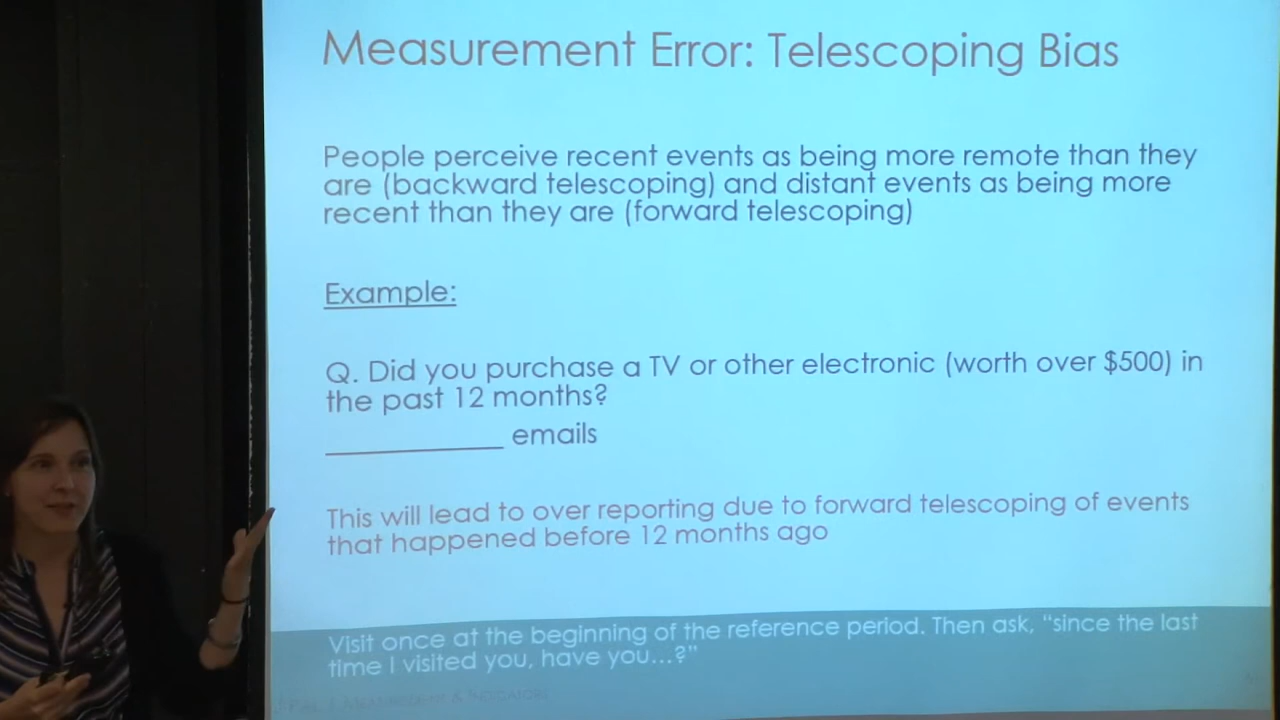 Measurement Error: Telescoping Bias
People perceive recent events as being more remote than they
are (backward telescoping) and distant events as being more
recent than they are (forward telescoping)
Example:
Q. Did you purchase a TV or other electronic (worth over $500) in
the past 12 months?
____________ emails
This will lead to over reporting due to forward telescoping of events
that happened before 12 months ago
Visit once at the beginning of the reference period. Then ask, “since the last
time I visited you, have you...?”